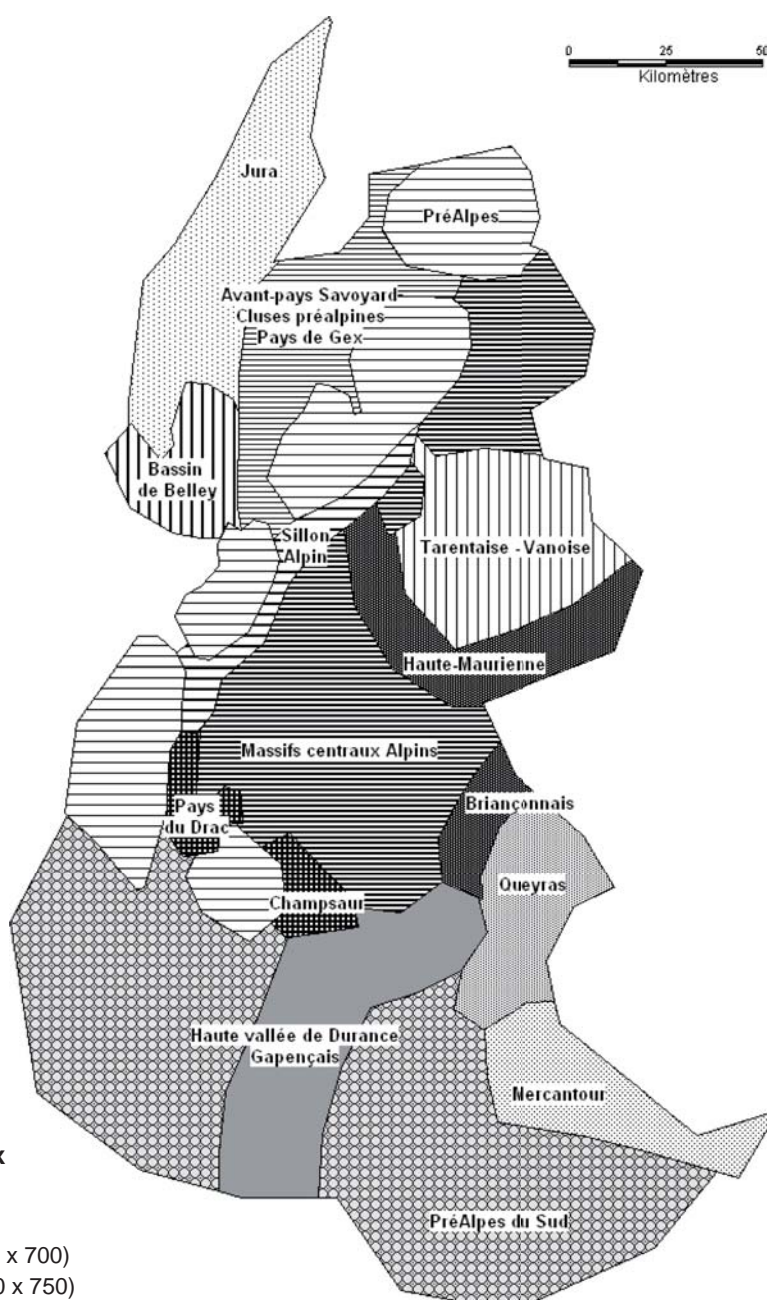 0 25 50
Kilomètres
Jura
PréAlpes
Avant-pays Savoyard-
Cluses préalpines
Pays de Gex
Bassin
de Belley
Sillon
Alpin
Tarentaise - Vanoise
Haute-Maurienne
Massifs centraux Alpins
Briançonnais
Pays
du Drac
Queyras
Champsaur
Haute vallée de Durance
Gapençais
Mercantour
x
PréAlpes du Sud
x 700)
0 x 750)